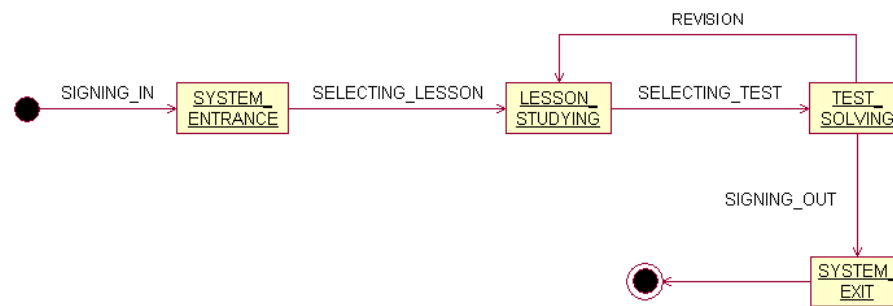 REVISION
SIGNING_IN
SYSTEM_
ENTRANCE
SELECTING_LESSON
LESSON_
STUDYING
SELECTING_TEST
TEST_
SOLVING
SIGNING_OUT
SYSTEM_
EXIT